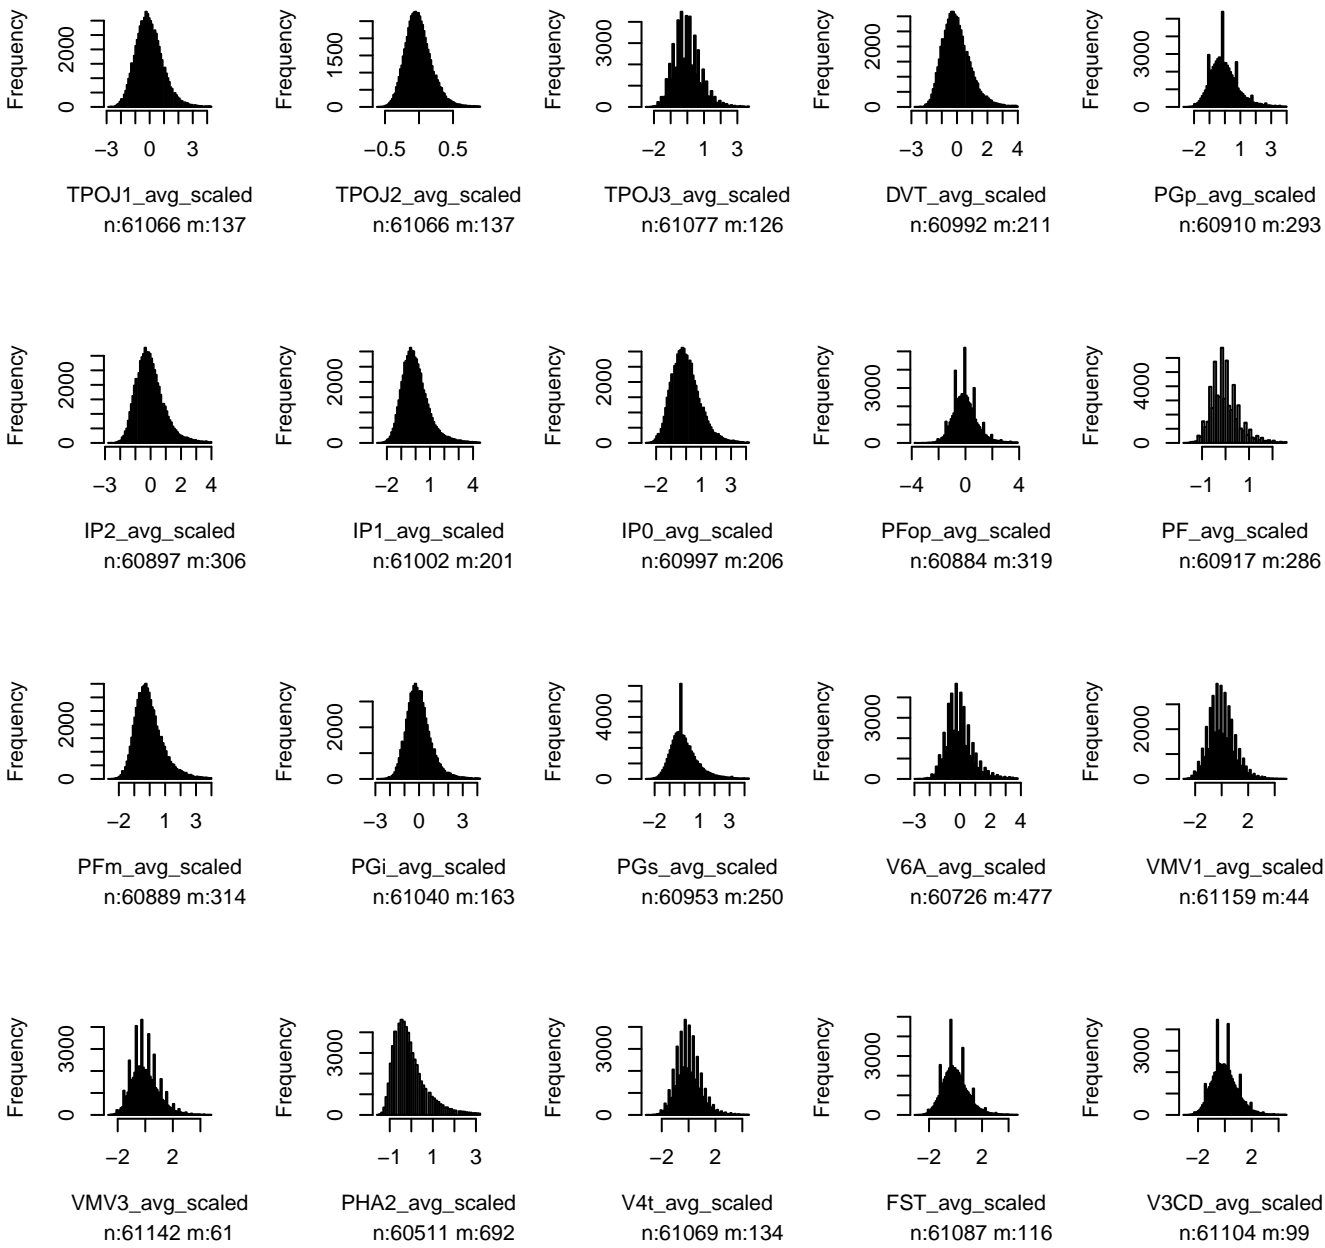 Frequency Frequency Frequency Frequency Frequency
0 2000 0 1500 0 3000 0 2000 0 3000
−3 0 3 −0.5 0.5 −2 1 3 −3 0 2 4 −2 1 3
TPOJ1_avg_scaled TPOJ2_avg_scaled TPOJ3_avg_scaled DVT_avg_scaled PGp_avg_scaled
n:61066 m:137 n:61066 m:137 n:61077 m:126 n:60992 m:211 n:60910 m:293
Frequency Frequency Frequency Frequency Frequency
0 2000 0 2000 0 2000 0 3000 0 4000
−3 0 2 4 −2 1 4 −2 1 3 −4 0 4 −1 1
IP2_avg_scaled IP1_avg_scaled IP0_avg_scaled PFop_avg_scaled PF_avg_scaled
n:60897 m:306 n:61002 m:201 n:60997 m:206 n:60884 m:319 n:60917 m:286
Frequency Frequency Frequency Frequency Frequency
0 2000 0 2000 0 4000 0 3000 0 2000
−2 1 3 −3 0 3 −2 1 3 −3 0 2 4 −2 2
PFm_avg_scaled PGi_avg_scaled PGs_avg_scaled V6A_avg_scaled VMV1_avg_scaled
n:60889 m:314 n:61040 m:163 n:60953 m:250 n:60726 m:477 n:61159 m:44
Frequency Frequency Frequency Frequency Frequency
0 3000 0 3000 0 3000 0 3000 0 3000
−2 2 −1 1 3 −2 2 −2 2 −2 2
VMV3_avg_scaled PHA2_avg_scaled V4t_avg_scaled FST_avg_scaled V3CD_avg_scaled
n:61142 m:61 n:60511 m:692 n:61069 m:134 n:61087 m:116 n:61104 m:99